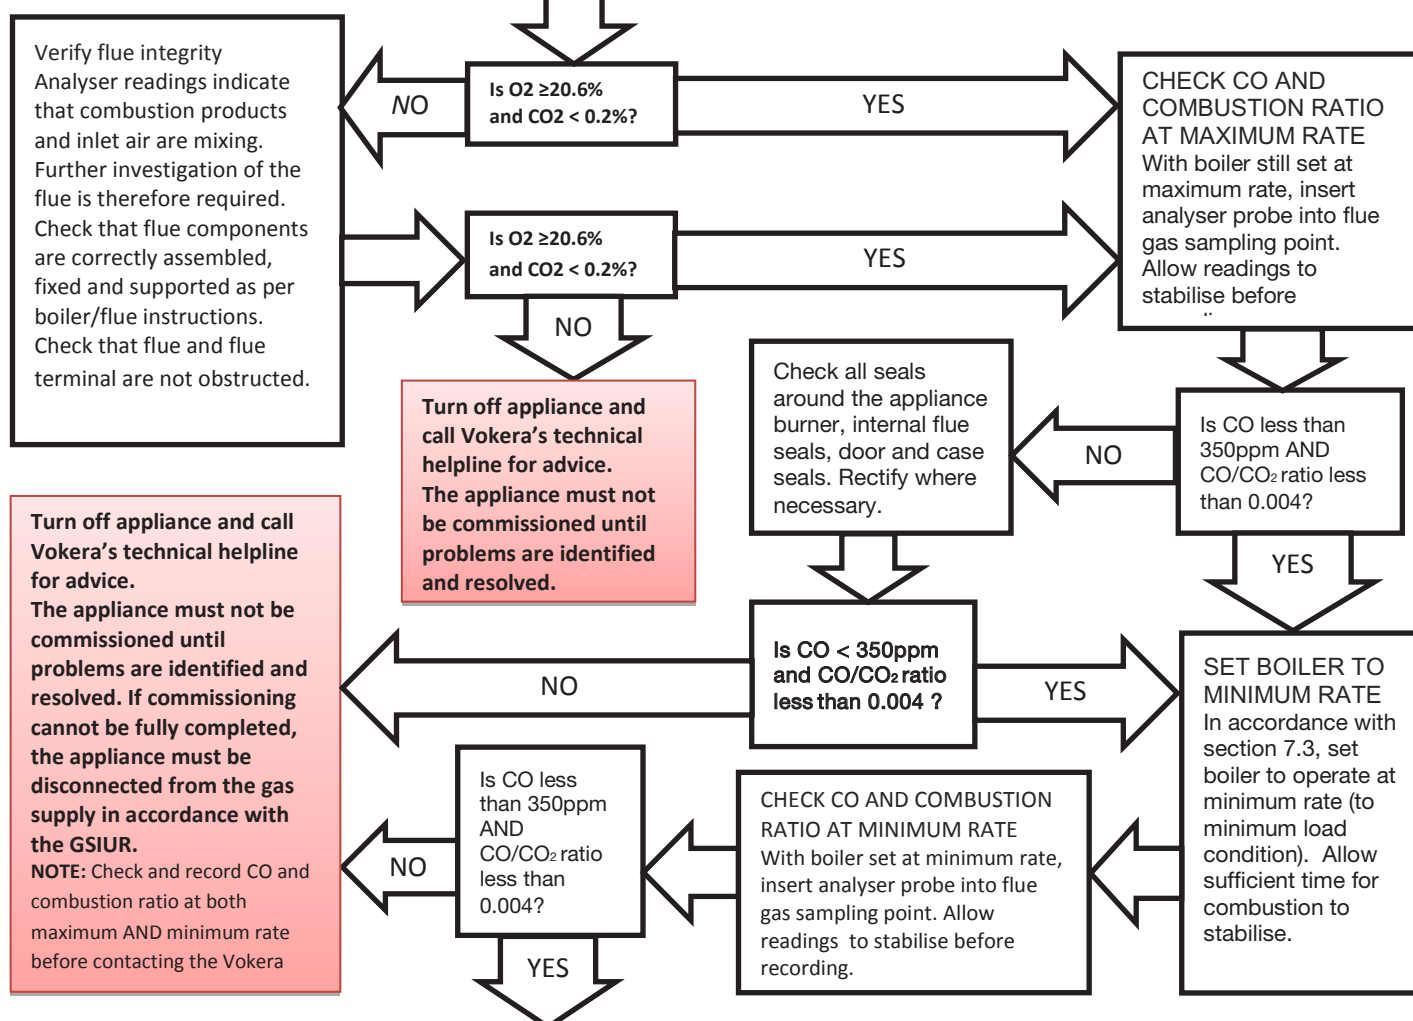 Verify flue integrity
Analyser readings indicate
that combustion products
and inlet air are mixing.
Further investigation of the
flue is therefore required.
Check that flue components
are correctly assembled,
fixed and supported as per
boiler/flue instructions.
Check that flue and flue
terminal are not obstructed.
NO
Is O2 ≥20.6%
and CO2 < 0.2%?
YES
CHECK CO AND
COMBUSTION RATIO
AT MAXIMUM RATE
With boiler still set at
maximum rate, insert
analyser probe into flue
gas sampling point.
Allow readings to
stabilise before
Is O2 ≥20.6%
and CO2 < 0.2%?
YES
NO
Turn off appliance and
call Vokera’s technical
helpline for advice.
The appliance must not
be commissioned until
problems are identified
and resolved.
Check all seals
around the appliance
burner, internal flue
seals, door and case
seals. Rectify where
necessary.
NO
Is CO less than
350ppm AND
CO/CO₂ ratio less
than 0.004?
YES
Turn off appliance and call
Vokera’s technical helpline
for advice.
The appliance must not be
commissioned until
problems are identified and
resolved. If commissioning
cannot be fully completed,
the appliance must be
disconnected from the gas
supply in accordance with
the GSIUR.
NOTE: Check and record CO and
combustion ratio at both
maximum AND minimum rate
before contacting the Vokera
NO
Is CO < 350ppm
and CO/CO₂ ratio
less than 0.004 ?
YES
SET BOILER TO
MINIMUM RATE
In accordance with
section 7.3, set
boiler to operate at
minimum rate (to
minimum load
condition). Allow
sufficient time for
combustion to
stabilise.
NO
Is CO less
than 350ppm
AND
CO/CO₂ ratio
less than
0.004?
YES
CHECK CO AND COMBUSTION
RATIO AT MINIMUM RATE
With boiler set at minimum rate,
insert analyser probe into flue
gas sampling point. Allow
readings to stabilise before
recording.